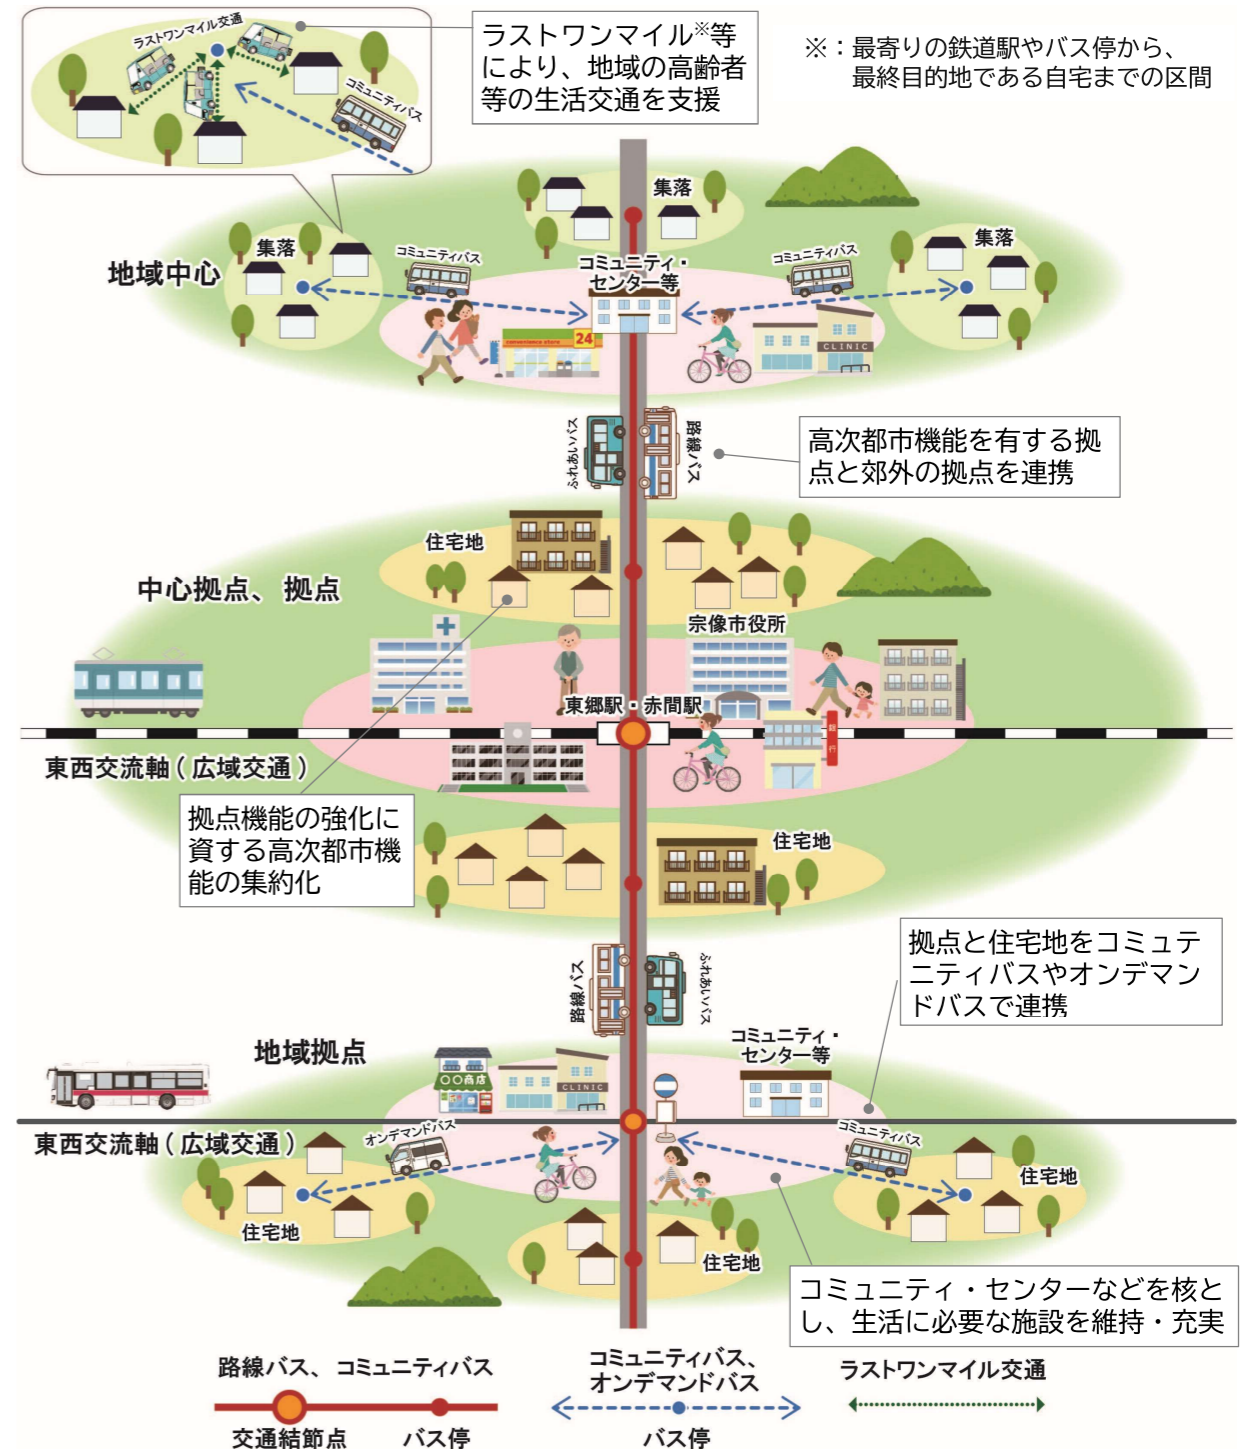 ラストワンマイル交通
コミュニティバス
ラストワンマイル※等
により、地域の高齢者
等の生活交通を支援
※：最寄りの鉄道駅やバス停から、
最終目的地である自宅までの区間
集落
地域中心
集落
コミュニティバス
コミュニティ・
センター等
コミュニティバス
集落
convenience store 24
CLINIC
ふれあいバス
路線バス
高次都市機能を有する拠
点と郊外の拠点を連携
住宅地
中心拠点、拠点
宗像市役所
東郷駅・赤間駅
銀行
東西交流軸(広域交通)
拠点機能の強化に
資する高次都市機
能の集約化
住宅地
路線バス
ふれあいバス
拠点と住宅地をコミュテ
ニティバスやオンデマン
ドバスで連携
地域拠点
コミュニティ・
センター等
〇〇商店
CLINIC
東西交流軸(広域交通)
オンデマンドバス
コミュニティバス
住宅地
住宅地
住宅地
コミュニティ・センターなどを核と
し、生活に必要な施設を維持・充実
路線バス、コミュニティバス
交通結節点
バス停
コミュニティバス、
オンデマンドバス
バス停
ラストワンマイル交通